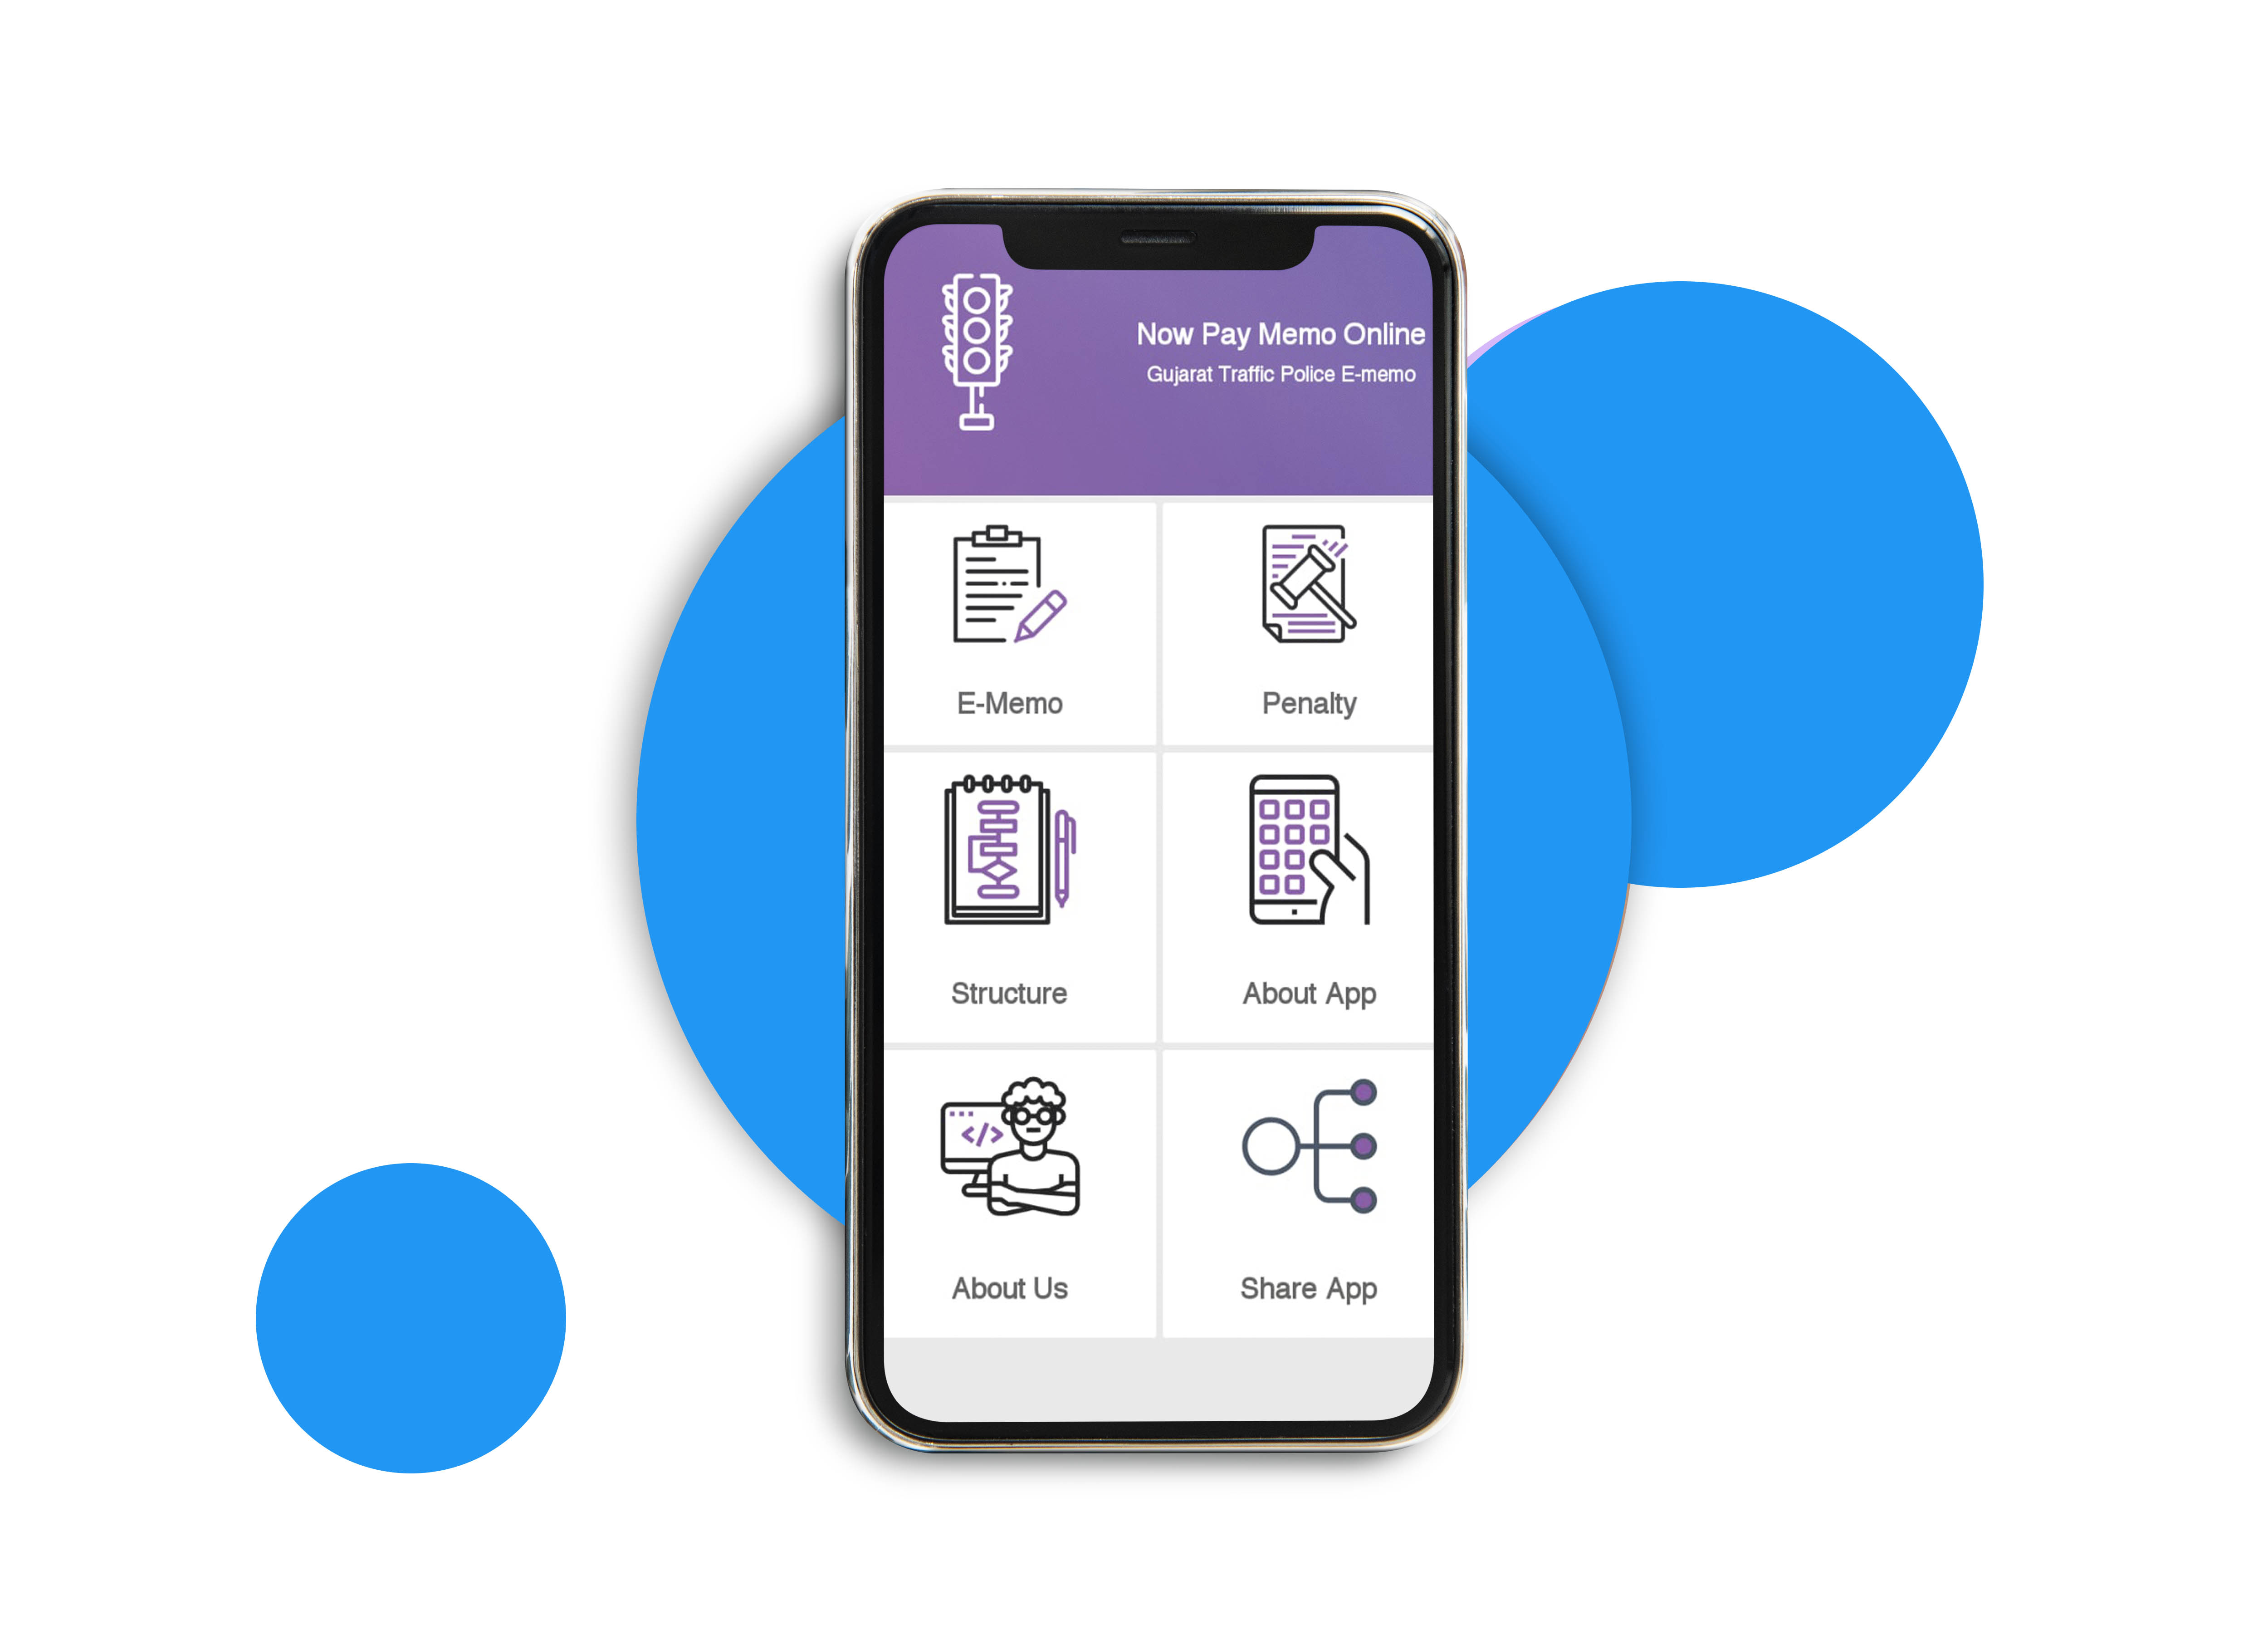 Now Pay Memo Online
Gujarat Traffic Police E-memo
E-Memo
Penalty
Structure
About App
</>
About Us
Share App